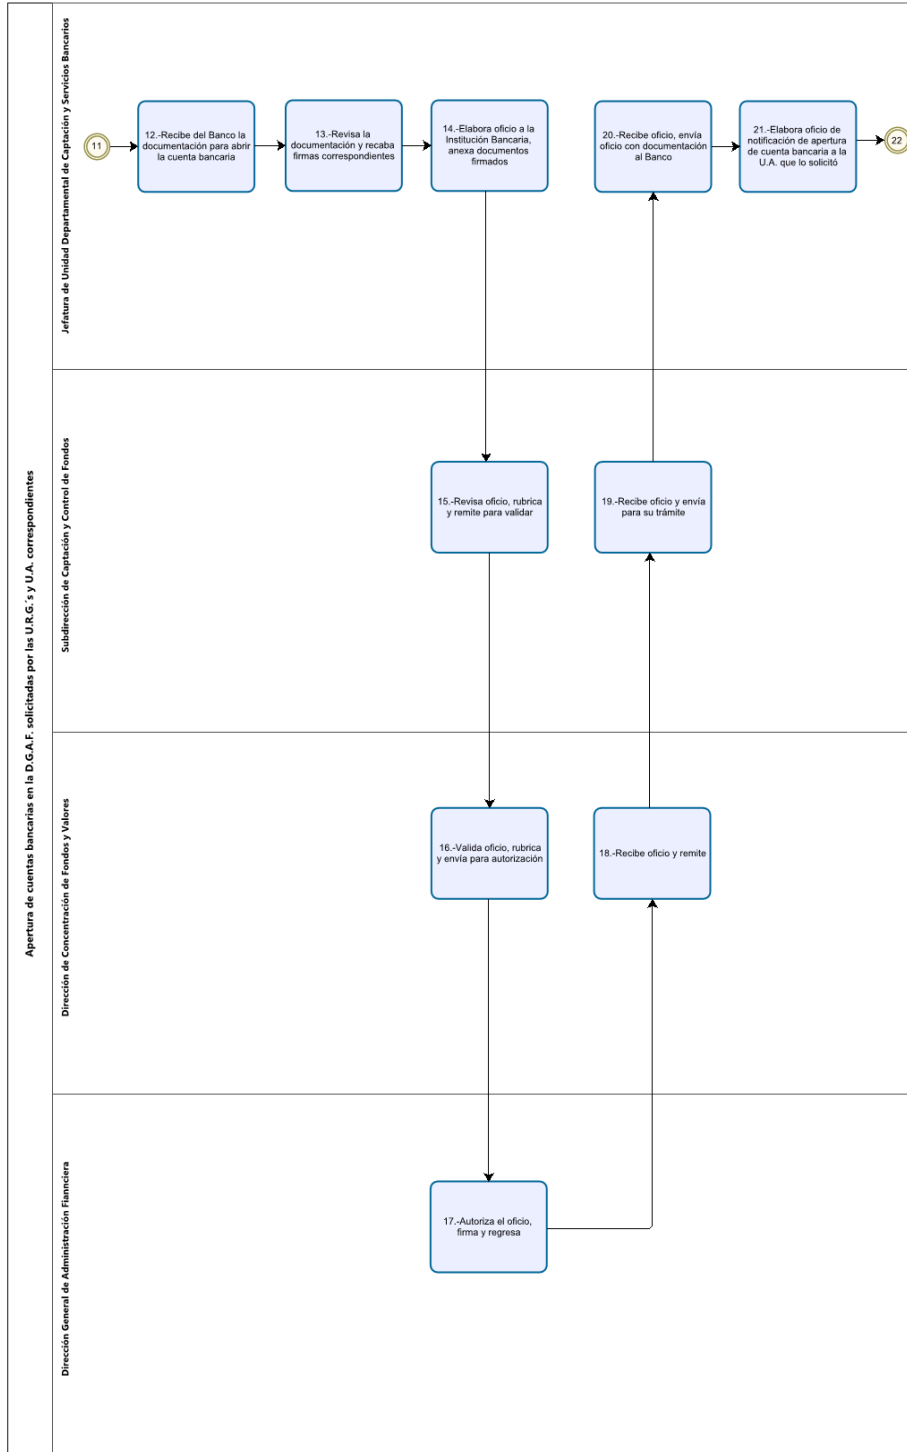 Apertura de cuentas bancarias en la D.G.A.F. solicitadas por las U.R.G.´s y U.A. correspondientes
Jefatura de Unidad Departamental de Captación y Servicios Bancarios
11
12.-Recibe del Banco la
documentación para abrir
la cuenta bancaria
13.-Revisa la
documentación y recaba
firmas correspondientes
14.-Elabora oficio a la
Institución Bancaria,
anexa documentos
firmados
20.-Recibe oficio, envía
oficio con documentación
al Banco
21.-Elabora oficio de
notificación de apertura
de cuenta bancaria a la
U.A. que lo solicitó
22
Subdirección de Captación y Control de Fondos
15.-Revisa oficio, rubrica
y remite para validar
19.-Recibe oficio y envía
para su trámite
Dirección de Concentración de Fondos y Valores
16.-Valida oficio, rubrica
y envía para autorización
18.-Recibe oficio y remite
Dirección General de Administración Fiannciera
17.-Autoriza el oficio,
firma y regresa